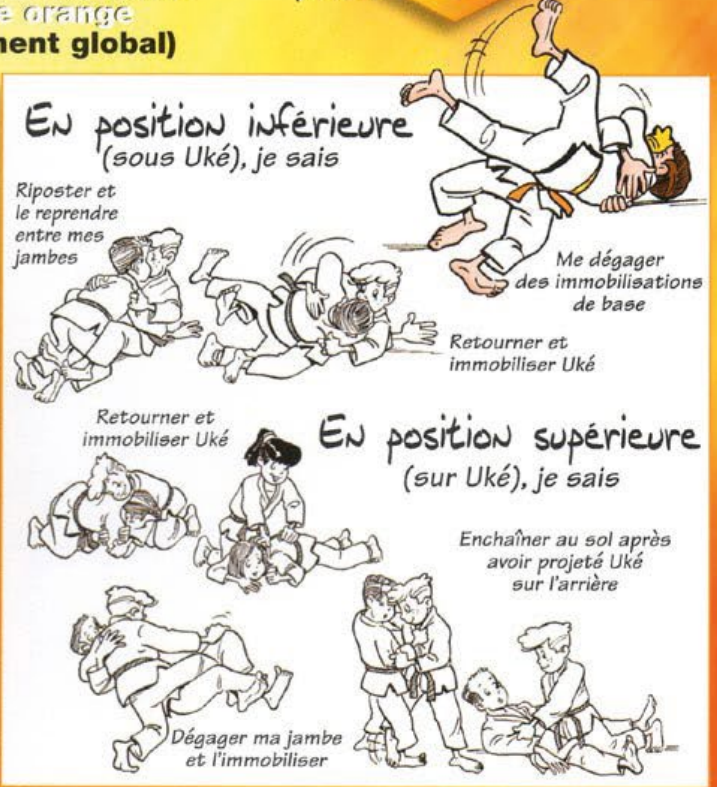 e orange
ment global)
En position inférieure
(sous Uké), je sais
Riposter et
le reprendre
entre mes
jambes
Me dégager
des immobilisations
de base
Retourner et
immobiliser Uké
Retourner et
immobiliser Uké
En position supérieure
(sur Uké), je sais
Enchaîner au sol après
avoir projeté Uké
sur l'arrière
Dégager ma jambe
et l'immobiliser